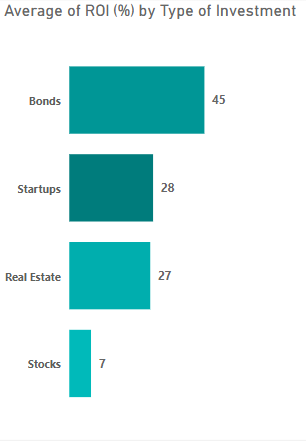 Average of ROI (%) by Type of Investment
Bonds 45
Startups 28
Real Estate 27
Stocks 7